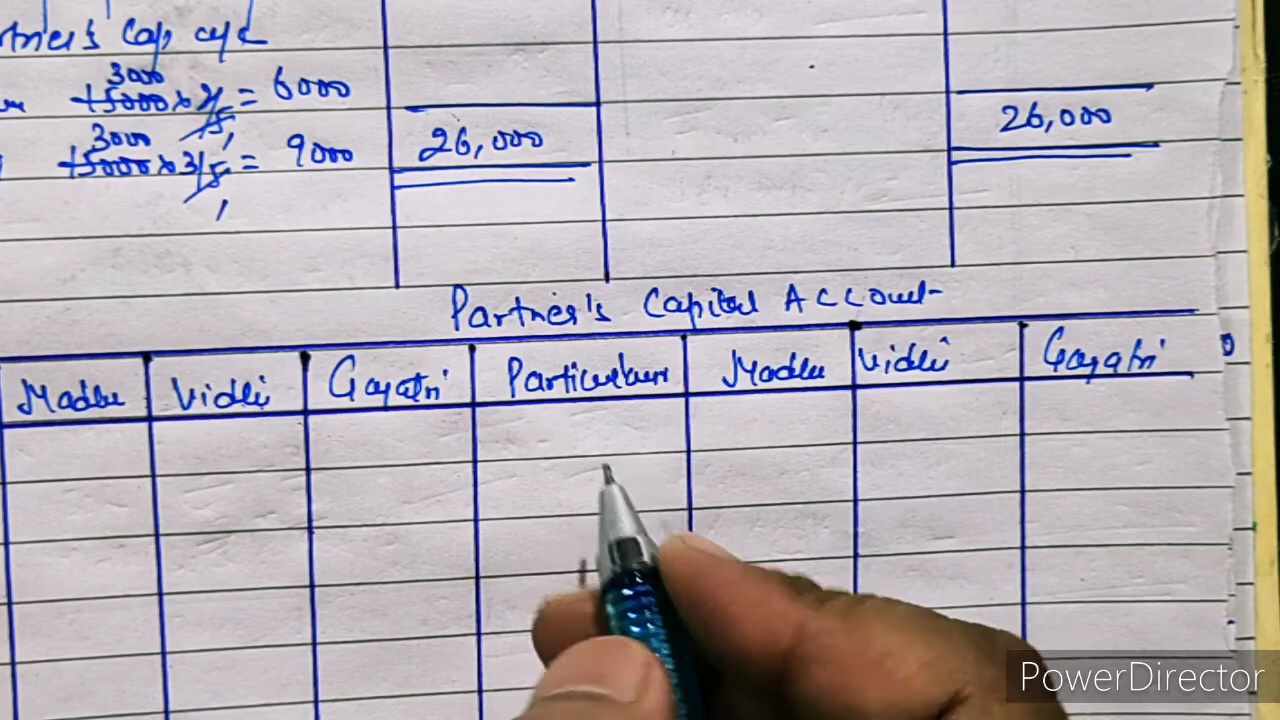 Cap a/c
3000
15000 × 2/5 = 6000
3000
15000 × 3/5 = 9000 26,000 26,000
1
Partner's Capital Account
Madhu Vidhi Gayatri Particulars Madhu Vidhi Gayatri
PowerDirector